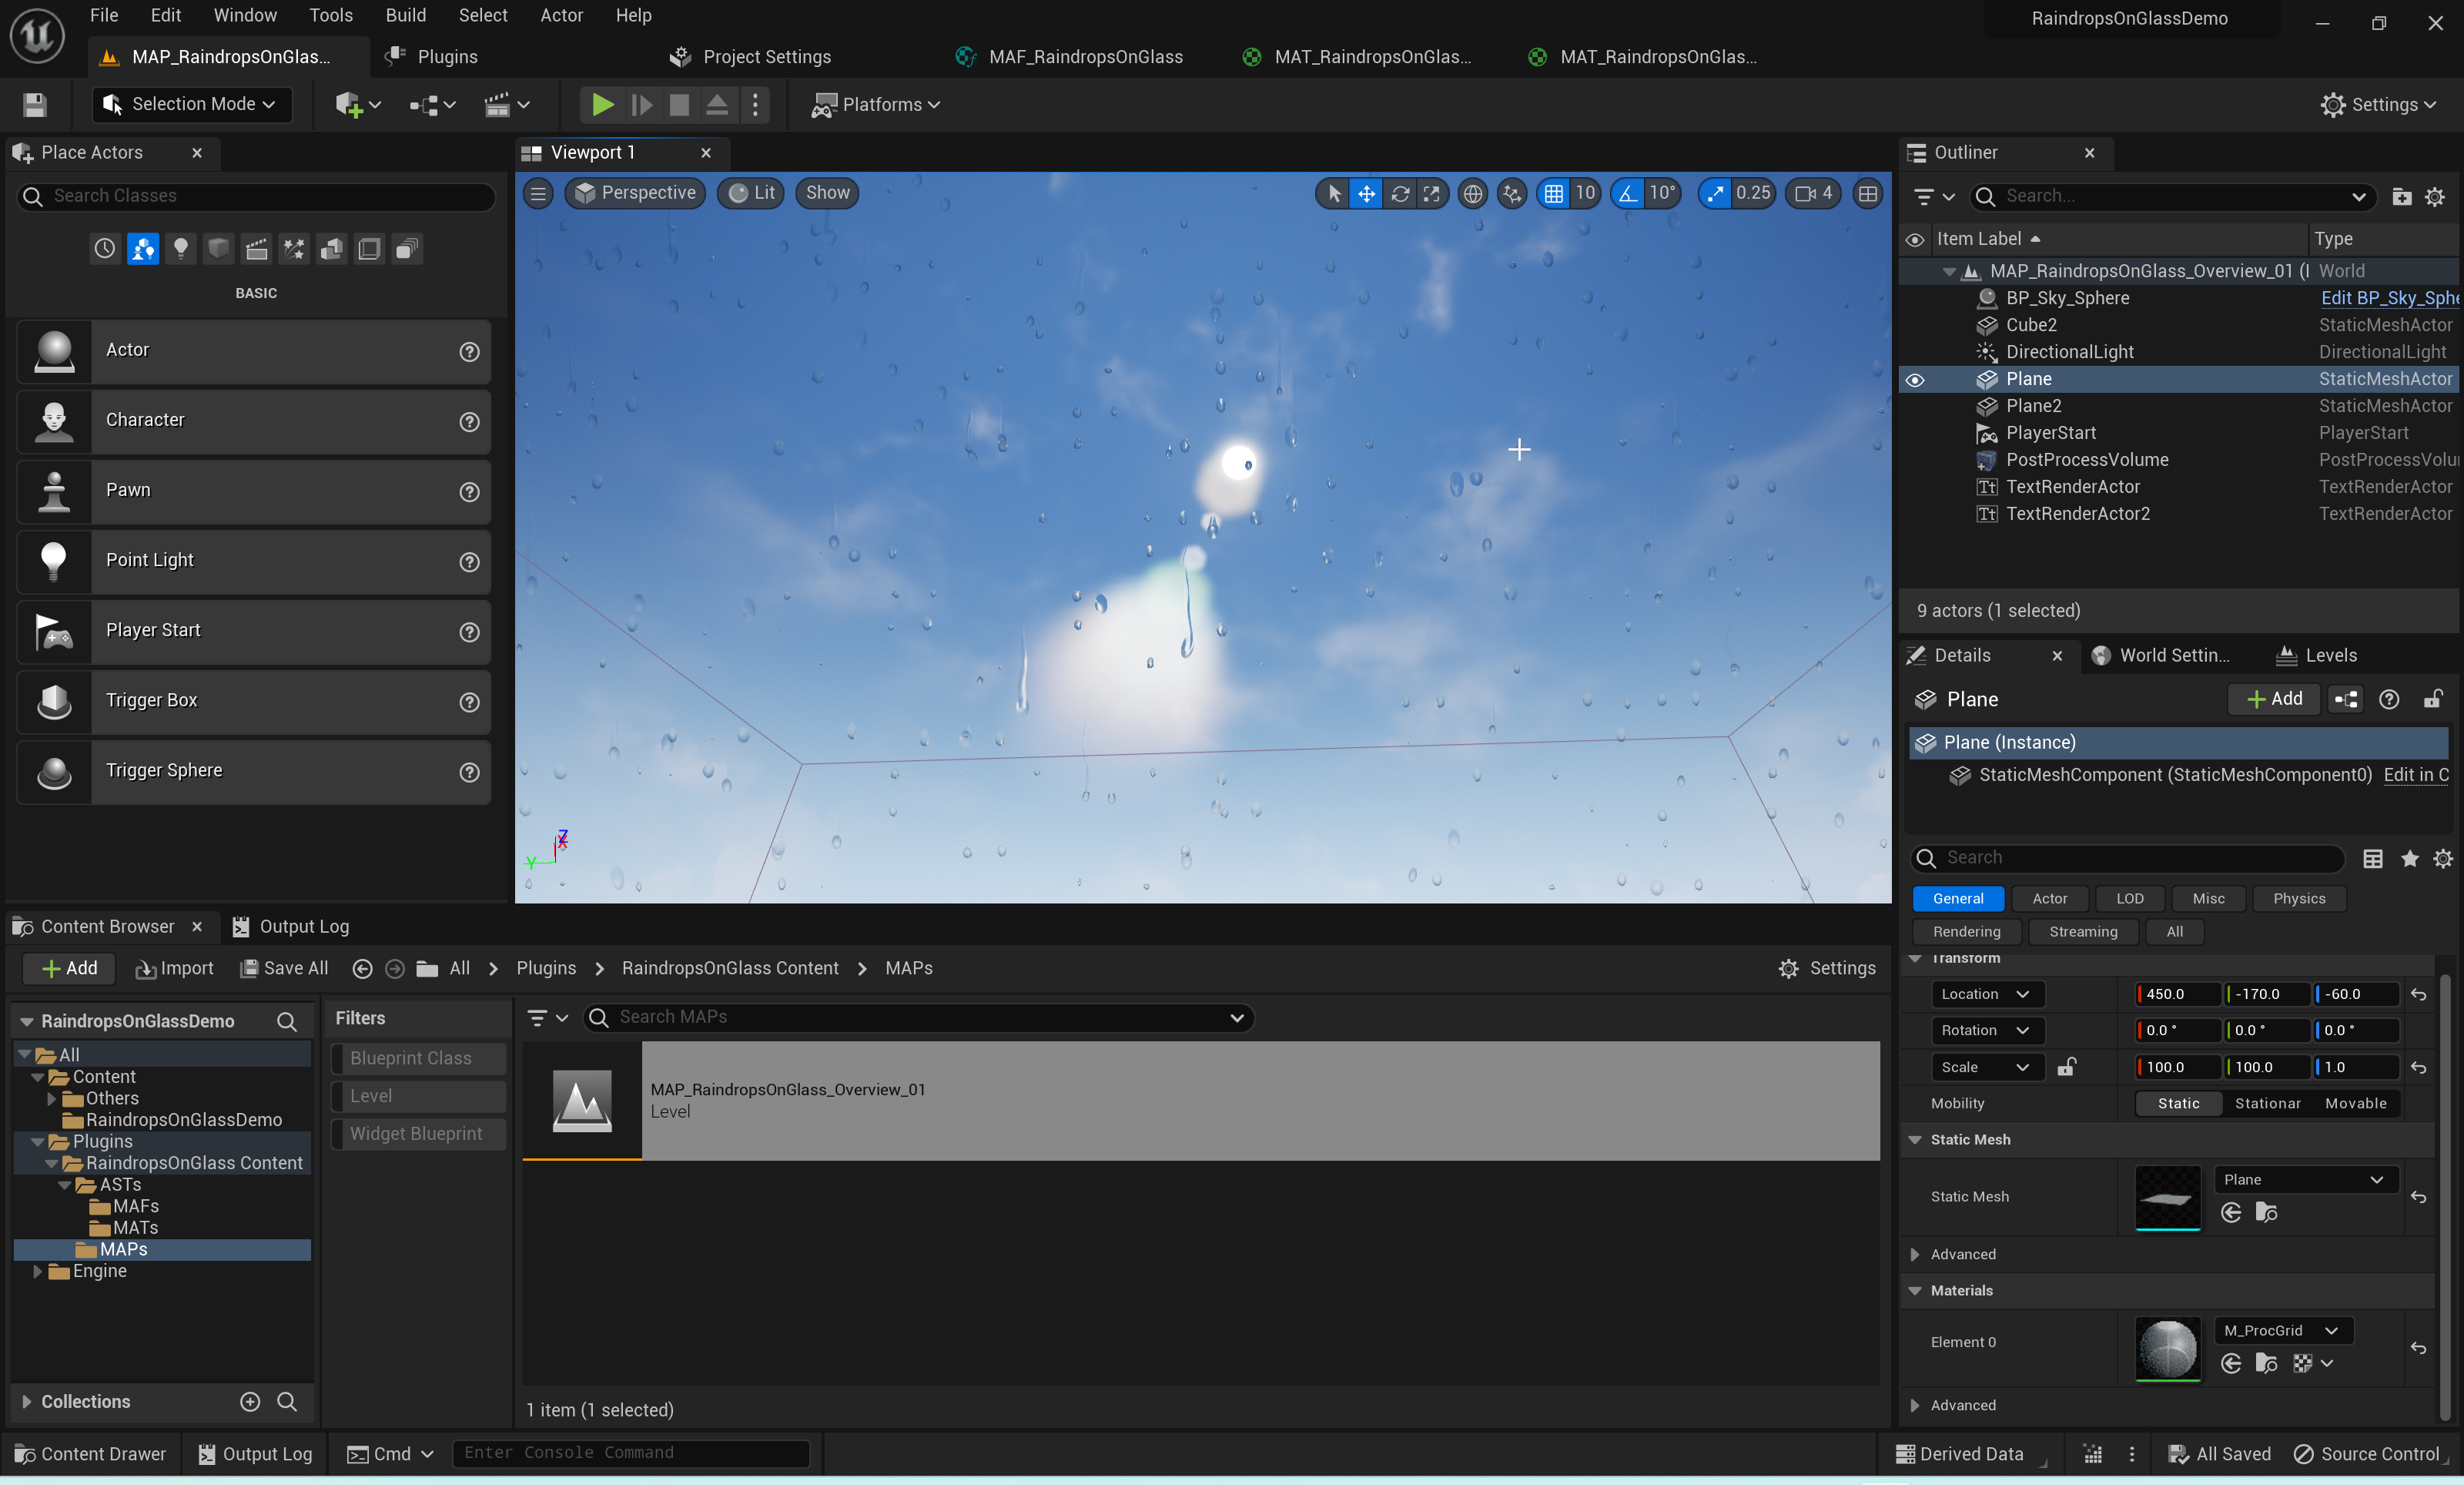 File Edit Window Tools Build Select Actor Help
RaindropsOnGlassDemo
MAP_RaindropsOnGlas...
Plugins
Project Settings
MAF_RaindropsOnGlass
MAT_RaindropsOnGlas...
MAT_RaindropsOnGlas...
Selection Mode
Platforms
Settings
Place Actors
Search Classes
BASIC
Actor
Character
Pawn
Point Light
Player Start
Trigger Box
Trigger Sphere
Viewport 1
Perspective Lit Show
10 10° 0.25 4
Z
X
Y
Outliner
Search...
Item Label Type
MAP_RaindropsOnGlass_Overview_01 ( World
BP_Sky_Sphere Edit BP_Sky_Sphe
Cube2 StaticMeshActor
DirectionalLight DirectionalLight
Plane StaticMeshActor
Plane2 StaticMeshActor
PlayerStart PlayerStart
PostProcessVolume PostProcessVolu
TextRenderActor TextRenderActor
TextRenderActor2 TextRenderActor
9 actors (1 selected)
Details World Settin... Levels
Plane Add
Plane (Instance)
StaticMeshComponent (StaticMeshComponent0) Edit in C
Search
General Actor LOD Misc Physics
Rendering Streaming All
Transform
Location 450.0 -170.0 -60.0
Rotation 0.0 ° 0.0 ° 0.0 °
Scale 100.0 100.0 1.0
Mobility Static Stationar Movable
Static Mesh
Static Mesh Plane
Advanced
Materials
Element 0 M_ProcGrid
Advanced
Content Browser Output Log
Add Import Save All All Plugins RaindropsOnGlass Content MAPs Settings
RaindropsOnGlassDemo
All
Content
Others
RaindropsOnGlassDemo
Plugins
RaindropsOnGlass Content
ASTs
MAFs
MATs
MAPs
Engine
Collections
Filters
Blueprint Class
Level
Widget Blueprint
Search MAPs
MAP_RaindropsOnGlass_Overview_01
Level
1 item (1 selected)
Content Drawer Output Log Cmd Enter Console Command
Derived Data All Saved Source Control